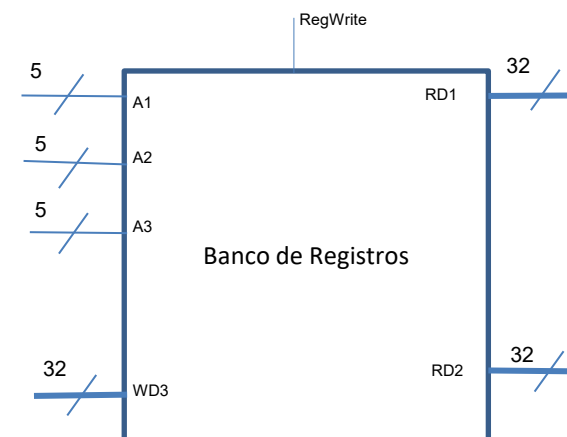 RegWrite
5
32
A1
RD1
5
A2
5
A3
Banco de Registros
32
32
WD3
RD2